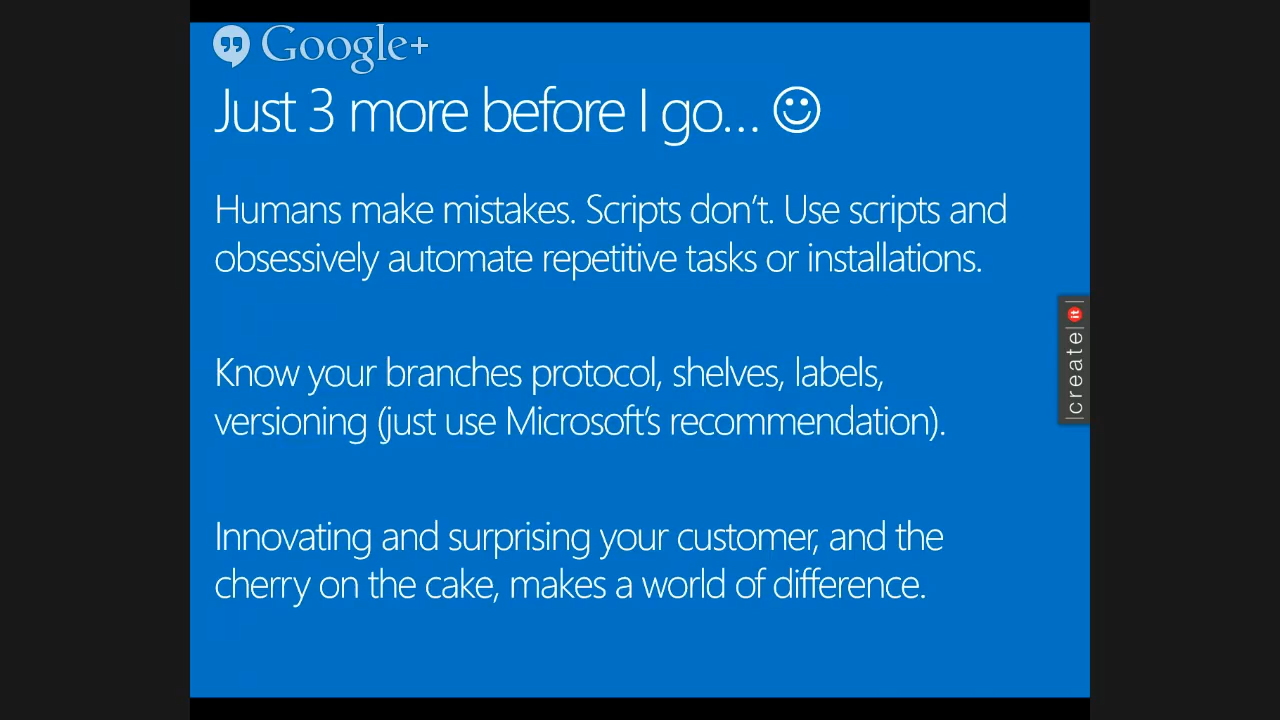 Google+
Just 3 more before I go... ☺
Humans make mistakes. Scripts don't. Use scripts and
obsessively automate repetitive tasks or installations.
Know your branches protocol, shelves, labels,
versioning (just use Microsoft's recommendation).
Innovating and surprising your customer, and the
cherry on the cake, makes a world of difference.
|create|it|